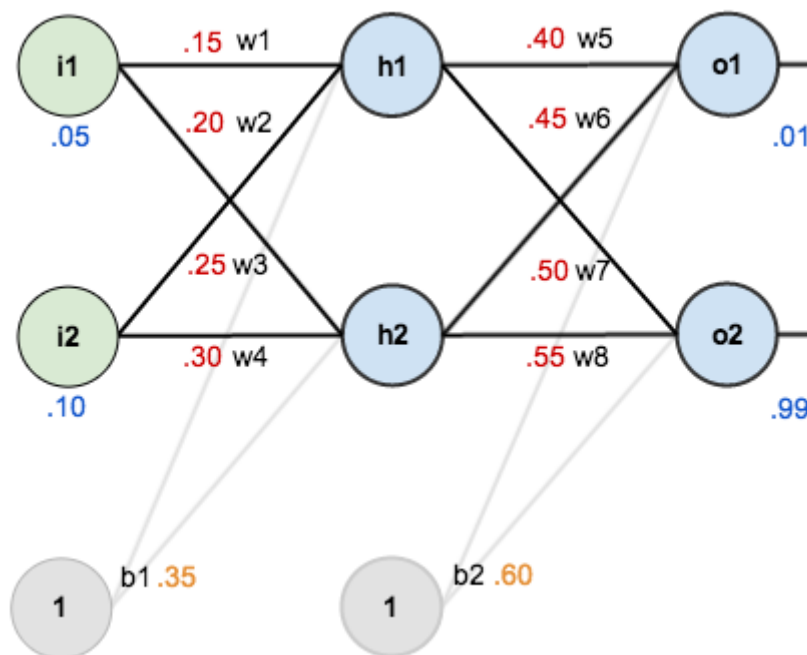 .15 w1
.40 w5
i1
h1
o1
.20 w2
.45 w6
.05
.01
.25 w3
.50 w7
i2
h2
o2
.30 w4
.55 w8
.10
.99
b1 .35
b2 .60
1
1